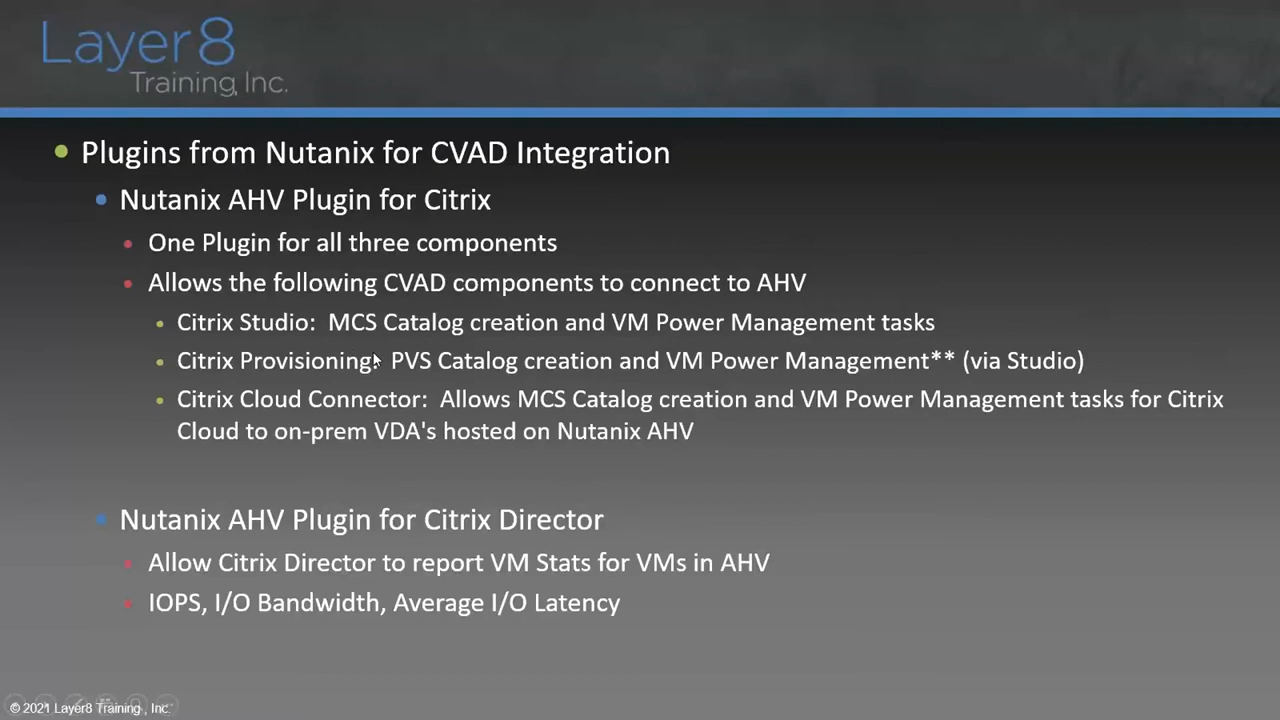 Layer8
Training, Inc.
Plugins from Nutanix for CVAD Integration
Nutanix AHV Plugin for Citrix
One Plugin for all three components
Allows the following CVAD components to connect to AHV
Citrix Studio: MCS Catalog creation and VM Power Management tasks
Citrix Provisioning: PVS Catalog creation and VM Power Management** (via Studio)
Citrix Cloud Connector: Allows MCS Catalog creation and VM Power Management tasks for Citrix
Cloud to on-prem VDA's hosted on Nutanix AHV
Nutanix AHV Plugin for Citrix Director
Allow Citrix Director to report VM Stats for VMs in AHV
IOPS, I/O Bandwidth, Average I/O Latency
© 2021 Layer8 Training , Inc.